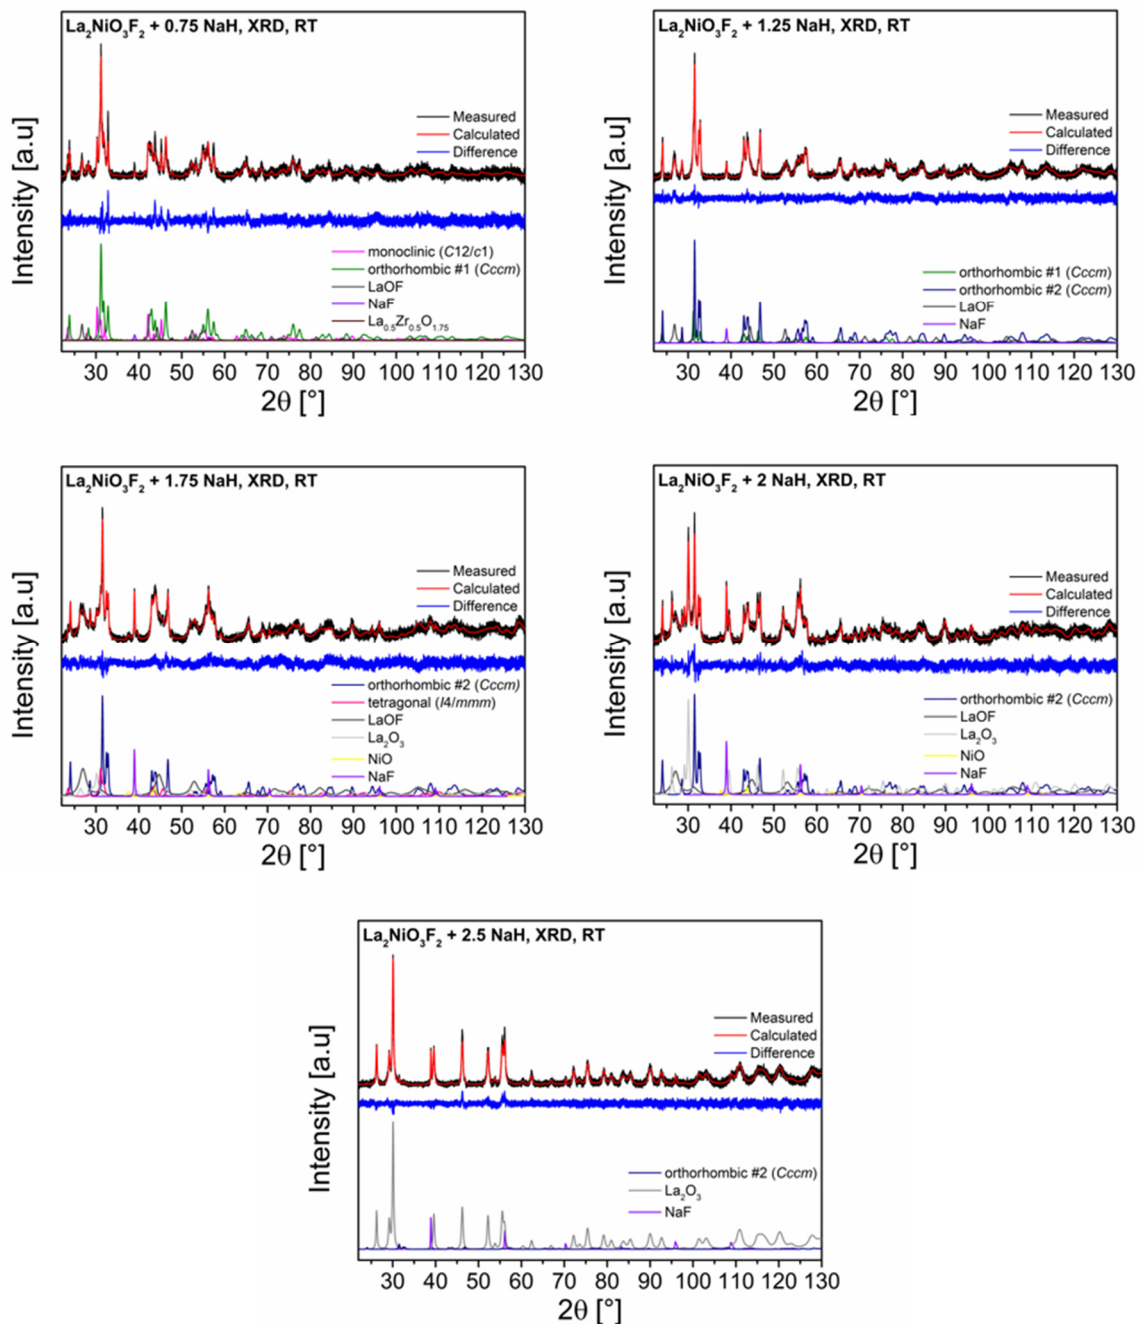 La₂NiO₃F₂ + 0.75 NaH, XRD, RT
Intensity [a.u]
Measured
Calculated
Difference
monoclinic (C12/c1)
orthorhombic #1 (Cccm)
LaOF
NaF
La₀.₅Zr₀.₅O₁.₇₅
30 40 50 60 70 80 90 100 110 120 130
2θ [°]
La₂NiO₃F₂ + 1.25 NaH, XRD, RT
Intensity [a.u]
Measured
Calculated
Difference
orthorhombic #1 (Cccm)
orthorhombic #2 (Cccm)
LaOF
NaF
30 40 50 60 70 80 90 100 110 120 130
2θ [°]
La₂NiO₃F₂ + 1.75 NaH, XRD, RT
Intensity [a.u]
Measured
Calculated
Difference
orthorhombic #2 (Cccm)
tetragonal (I4/mmm)
LaOF
La₂O₃
NiO
NaF
30 40 50 60 70 80 90 100 110 120 130
2θ [°]
La₂NiO₃F₂ + 2 NaH, XRD, RT
Intensity [a.u]
Measured
Calculated
Difference
orthorhombic #2 (Cccm)
LaOF
La₂O₃
NiO
NaF
30 40 50 60 70 80 90 100 110 120 130
2θ [°]
La₂NiO₃F₂ + 2.5 NaH, XRD, RT
Intensity [a.u]
Measured
Calculated
Difference
orthorhombic #2 (Cccm)
La₂O₃
NaF
30 40 50 60 70 80 90 100 110 120 130
2θ [°]